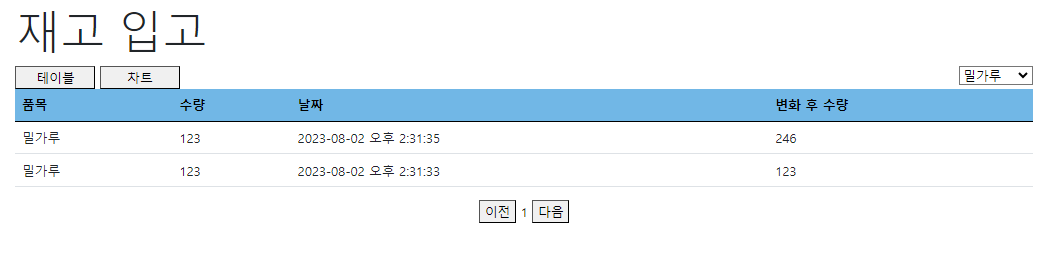 재고 입고
테이블 차트 밀가루
품목 수량 날짜 변화 후 수량
밀가루 123 2023-08-02 오후 2:31:35 246
밀가루 123 2023-08-02 오후 2:31:33 123
이전 1 다음